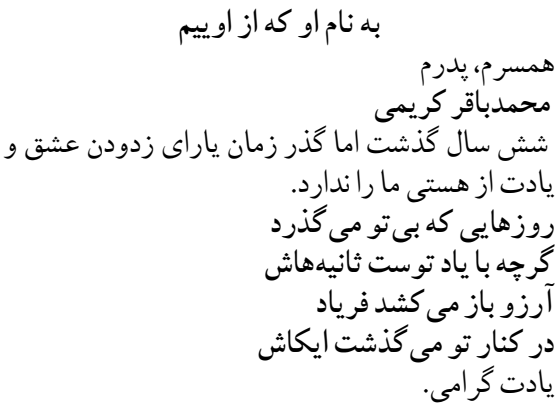 به نام او که از اوییم
همسرم، پدرم
محمدباقر کریمی
شش سال گذشت اما گذر زمان یارای زدودن عشق و
یادت از هستی ما را ندارد.
روزهایی که بی‌تو می‌گذرد
گرچه با یاد توست ثانیه‌هاش
آرزو باز می‌کشد فریاد
در کنار تو می‌گذشت ایکاش
یادت گرامی.